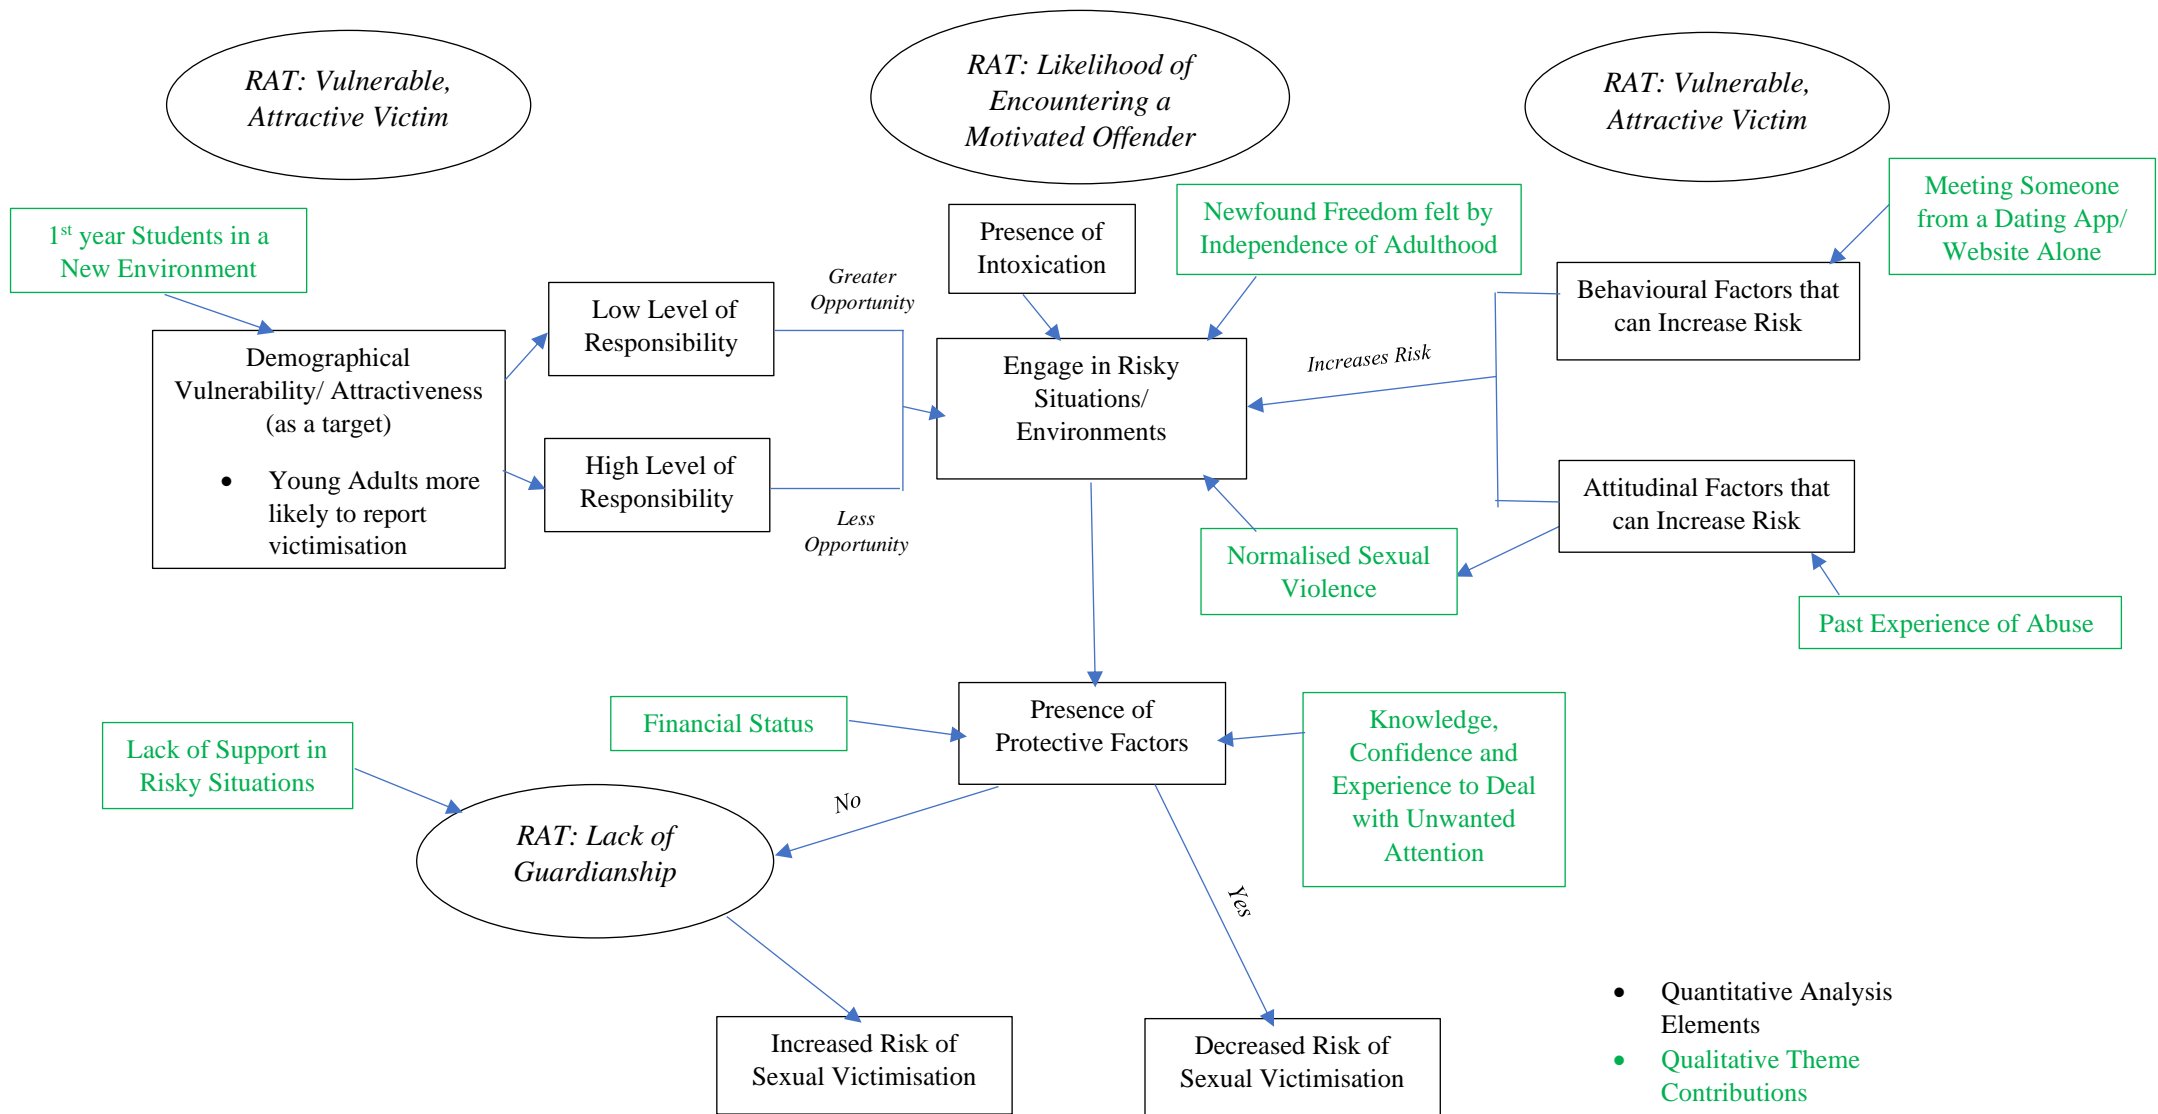 RAT: Vulnerable,
Attractive Victim
RAT: Likelihood of
Encountering a
Motivated Offender
RAT: Vulnerable,
Attractive Victim
1st year Students in a
New Environment
Presence of
Intoxication
Newfound Freedom felt by
Independence of Adulthood
Meeting Someone
from a Dating App/
Website Alone
Demographical
Vulnerability/ Attractiveness
(as a target)
• Young Adults more
likely to report
victimisation
Low Level of
Responsibility
Greater
Opportunity
High Level of
Responsibility
Less
Opportunity
Engage in Risky
Situations/
Environments
Increases Risk
Behavioural Factors that
can Increase Risk
Attitudinal Factors that
can Increase Risk
Normalised Sexual
Violence
Past Experience of Abuse
Lack of Support in
Risky Situations
Financial Status
Presence of
Protective Factors
Knowledge,
Confidence and
Experience to Deal
with Unwanted
Attention
No
Yes
RAT: Lack of
Guardianship
Increased Risk of
Sexual Victimisation
Decreased Risk of
Sexual Victimisation
• Quantitative Analysis
Elements
• Qualitative Theme
Contributions